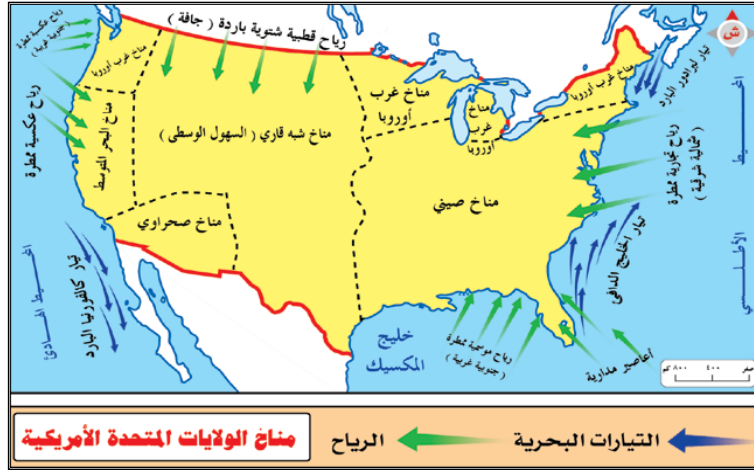 ش
رياح عكسية ممطرة
( جنوبية غربية )
رياح قطبية شتوية باردة ( جافة )
تيار لبرادور البارد
مناخ غرب أوروبا
مناخ غرب أوروبا
مناخ غرب
أوروبا
مناخ
غرب
أوروبا
المحيط
الأطلسي
رياح عكسية ممطرة
مناخ البحر المتوسط
مناخ شبه قاري ( السهول الوسطى )
رياح تجارية ممطرة
( شمالية شرقية )
مناخ صيني
مناخ صحراوي
تيار الخليج الدافئ
المحيط الهادئ
تيار كالفورنيا البارد
خليج
المكسيك
رياح موسمية ممطرة
( جنوبية غربية )
أعاصير مدارية
صفر ٤٠٠ ٨٠٠ كم
التيارات البحرية
الرياح
مناخ الولايات المتحدة الأمريكية